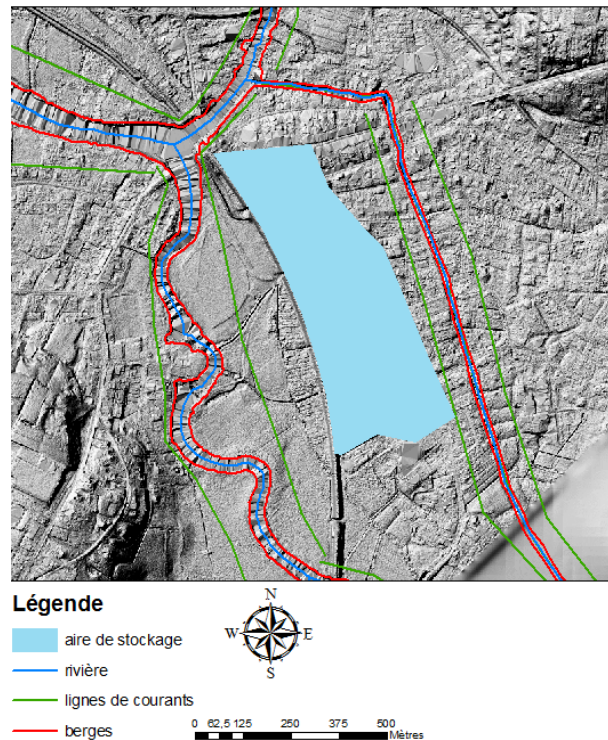 Légende
aire de stockage
rivière
lignes de courants
berges
N
W E
S
0 62,5 125 250 375 500
Mètres